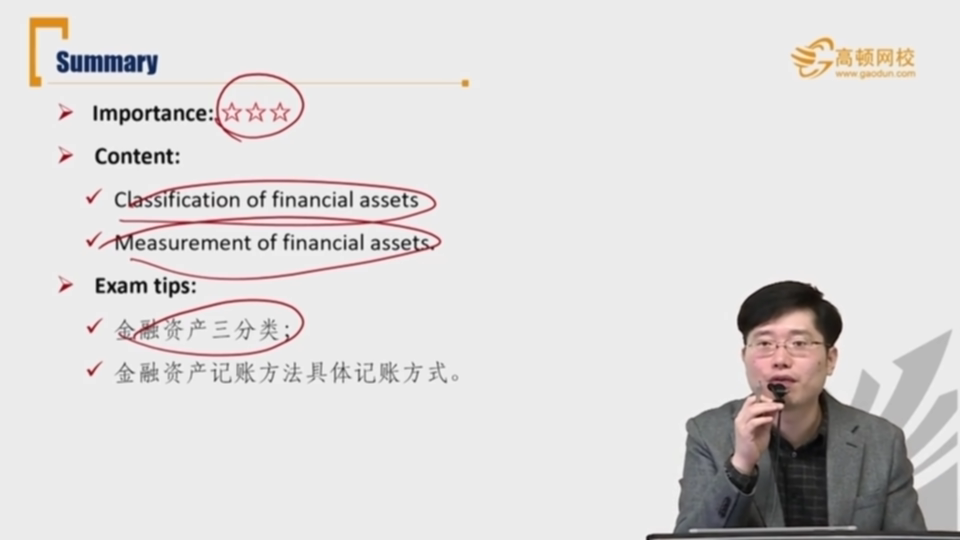 Summary
高顿网校
www.gaodun.com
Importance: ☆☆☆
Content:
Classification of financial assets
Measurement of financial assets.
Exam tips:
金融资产三分类；
金融资产记账方法具体记账方式。